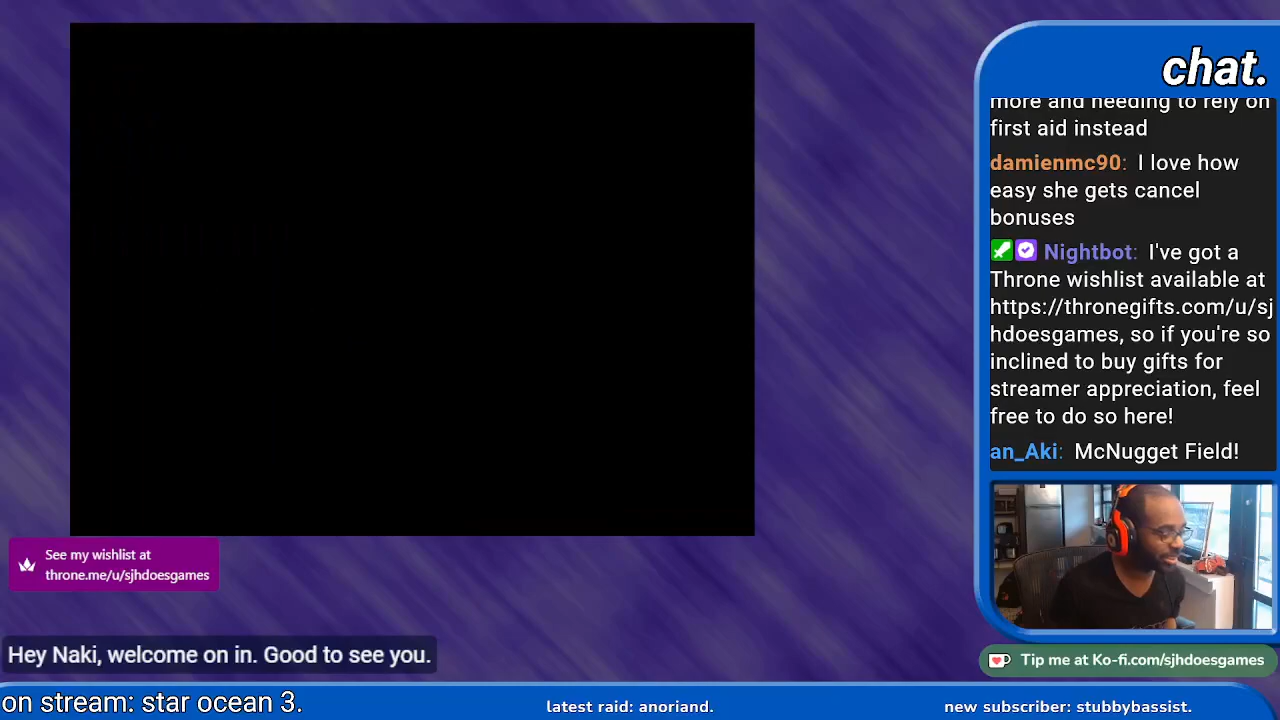 chat.
more and needing to rely on
first aid instead
damienmc90: I love how
easy she gets cancel
bonuses
Nightbot: I've got a
Throne wishlist available at
https://thronegifts.com/u/sj
hdoesgames, so if you're so
inclined to buy gifts for
streamer appreciation, feel
free to do so here!
an_Aki: McNugget Field!
See my wishlist at
throne.me/u/sjhdoesgames
Hey Naki, welcome on in. Good to see you.
Tip me at Ko-fi.com/sjhdoesgames
on stream: star ocean 3.
latest raid: anoriand.
new subscriber: stubbybassist.